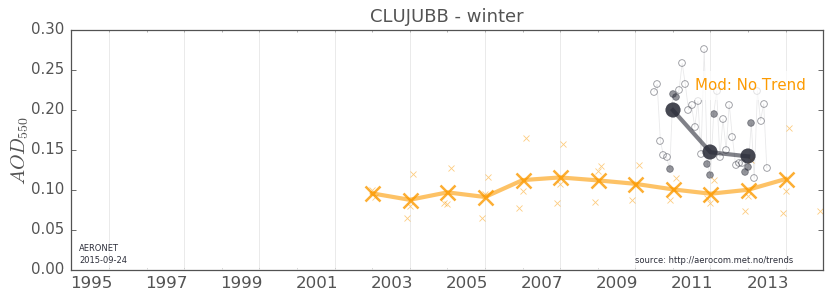 CLUJUBB - winter
0.30
0.25
0.20
0.15
0.10
0.05
0.00
AOD550
Mod: No Trend
AERONET
2015-09-24
source: http://aerocom.met.no/trends
1995 1997 1999 2001 2003 2005 2007 2009 2011 2013